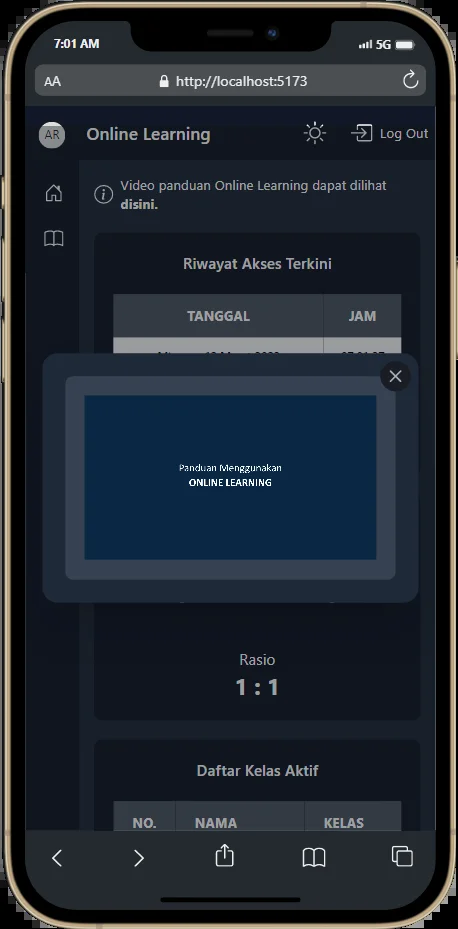 7:01 AM
5G
AA
http://localhost:5173
AR
Online Learning
Log Out
Video panduan Online Learning dapat dilihat
disini.
Riwayat Akses Terkini
TANGGAL JAM
Panduan Menggunakan
ONLINE LEARNING
Rasio
1 : 1
Daftar Kelas Aktif
NO. NAMA KELAS